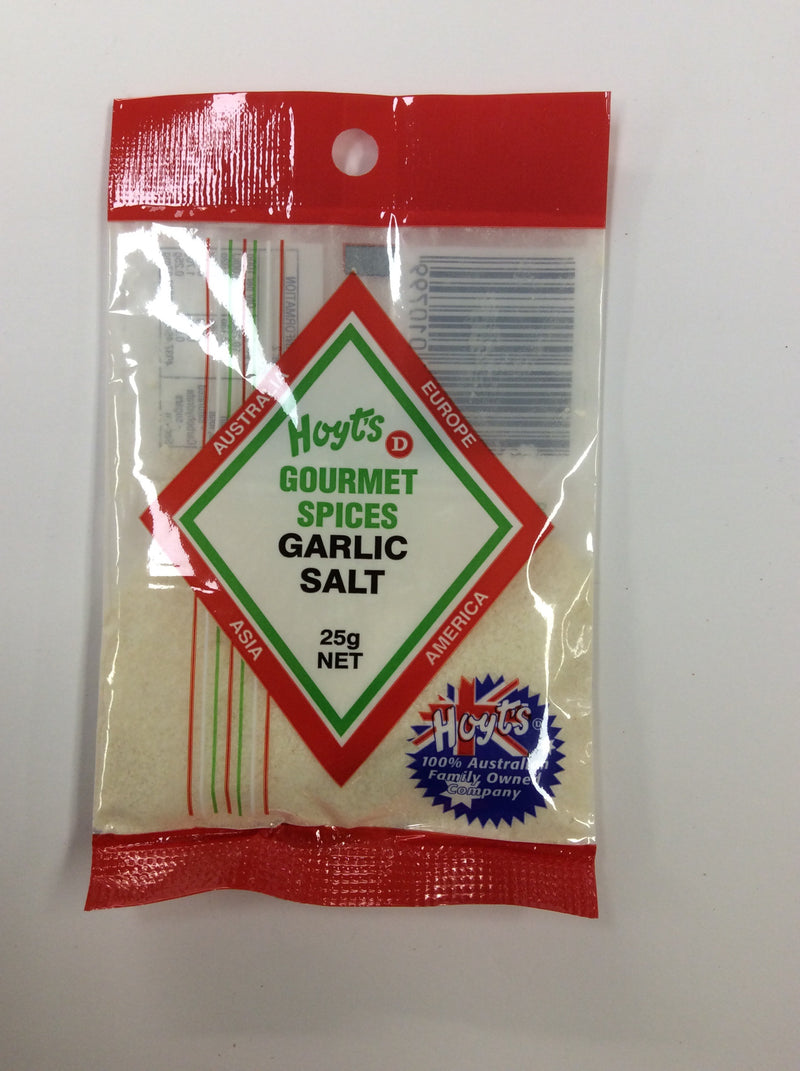 AUSTRALIA
EUROPE
Hoyt's D
GOURMET
SPICES
GARLIC
SALT
25g
NET
ASIA
AMERICA
Hoyt's
100% Australian
Family Owned
Company